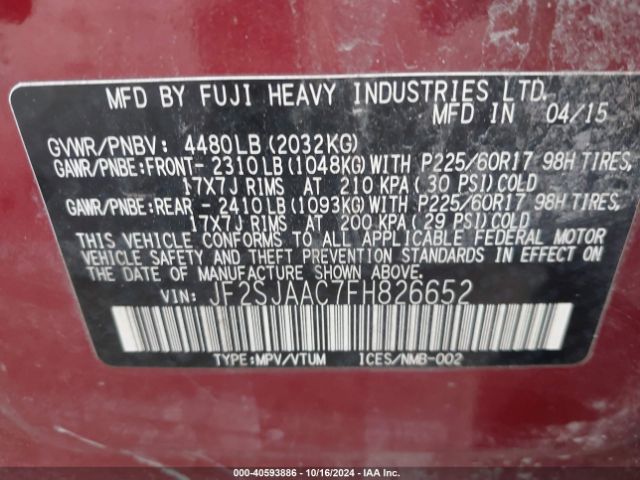 MFD BY FUJI HEAVY INDUSTRIES LTD.
MFD IN 04/15
GVWR/PNBV: 4480LB(2032KG)
GAWR/PNBE:FRONT- 2310LB(1048KG)WITH P225/60R17 98H TIRES,
17X7J RIMS AT 210 KPA(30 PSI)COLD
GAWR/PNBE:REAR - 2410LB(1093KG)WITH P225/60R17 98H TIRES,
17X7J RIMS AT 200 KPA(29 PSI)COLD
THIS VEHICLE CONFORMS TO ALL APPLICABLE FEDERAL MOTOR
VEHICLE SAFETY AND THEFT PREVENTION STANDARDS IN EFFECT ON THE
DATE OF MANUFACTURE SHOWN ABOVE.
VIN: JF2SJAAC7FH826652
TYPE:MPV/VTUM ICES/NMB-002
000-40593886 - 10/16/2024 - IAA Inc.